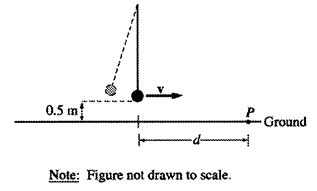 v
0.5 m
P
Ground
d
Note: Figure not drawn to scale.